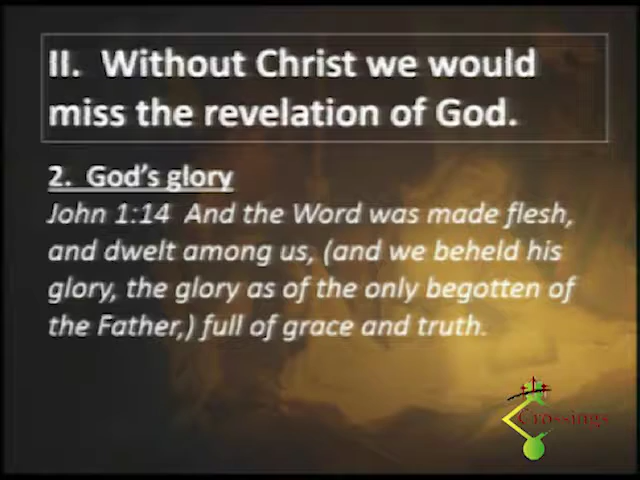 II. Without Christ we would
miss the revelation of God.
2. God's glory
John 1:14 And the Word was made flesh,
and dwelt among us, (and we beheld his
glory, the glory as of the only begotten of
the Father,) full of grace and truth.
Crossings